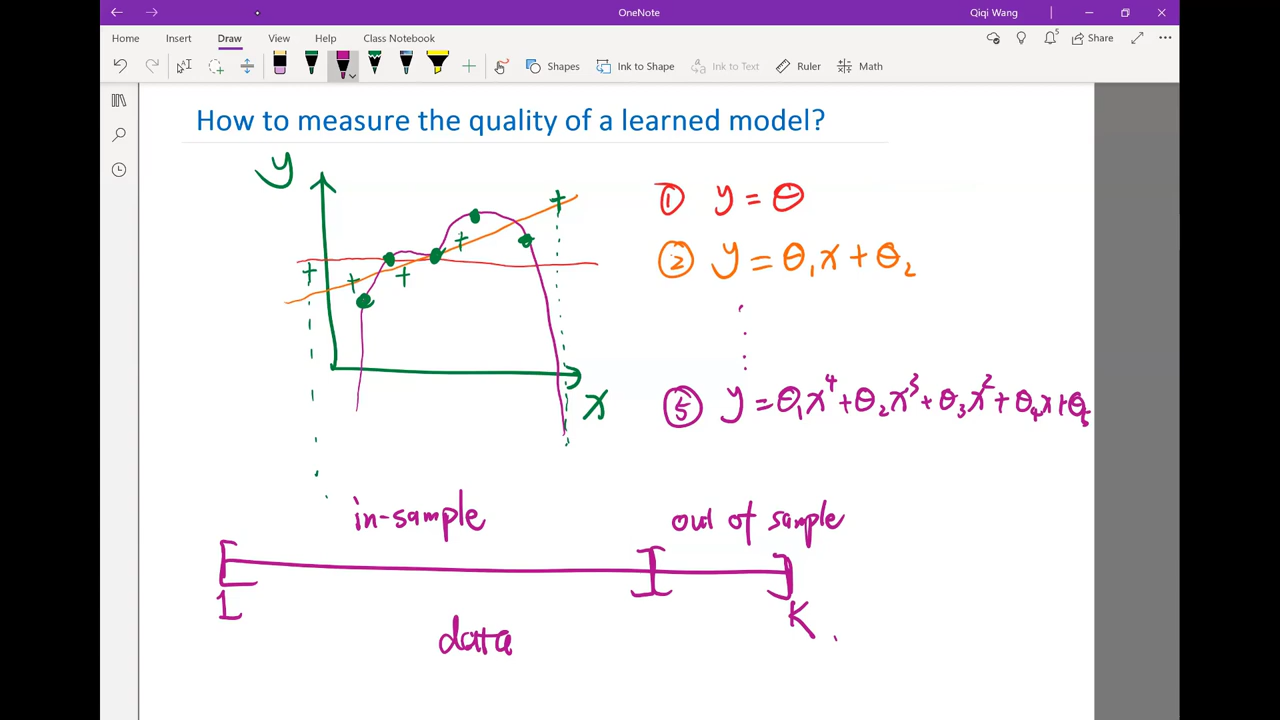 OneNote
Qiqi Wang
Home Insert Draw View Help Class Notebook
5
Share
Shapes Ink to Shape Ink to Text Ruler Math
How to measure the quality of a learned model?
y
x
① y = θ
② y = θ₁x + θ₂
⋮
⑤ y = θ₁x⁴ + θ₂x³ + θ₃x² + θ₄x + θ₅
in-sample out of sample
1 K
data